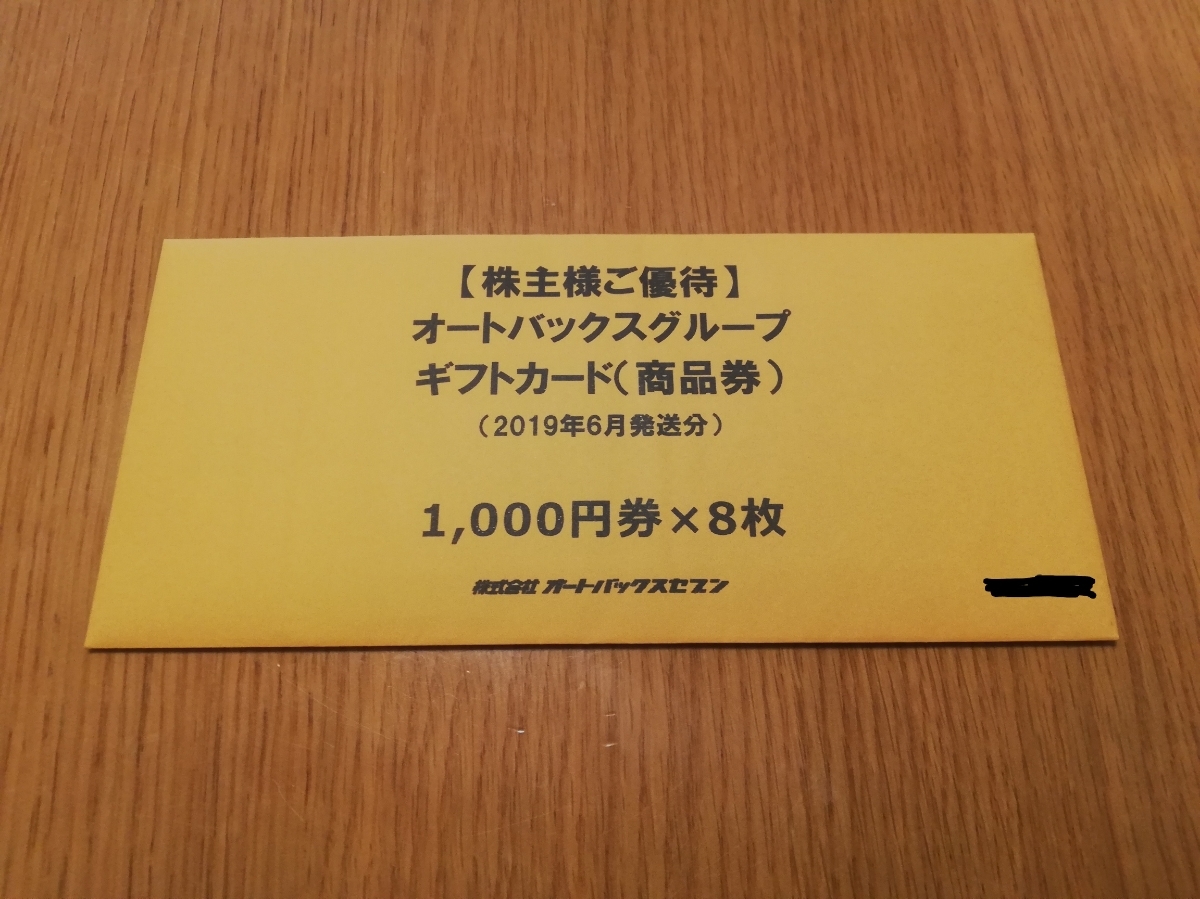 【株主様ご優待】
オートバックスグループ
ギフトカード(商品券)
(2019年6月発送分)
1,000円券×8枚
株式会社オートバックスセブン